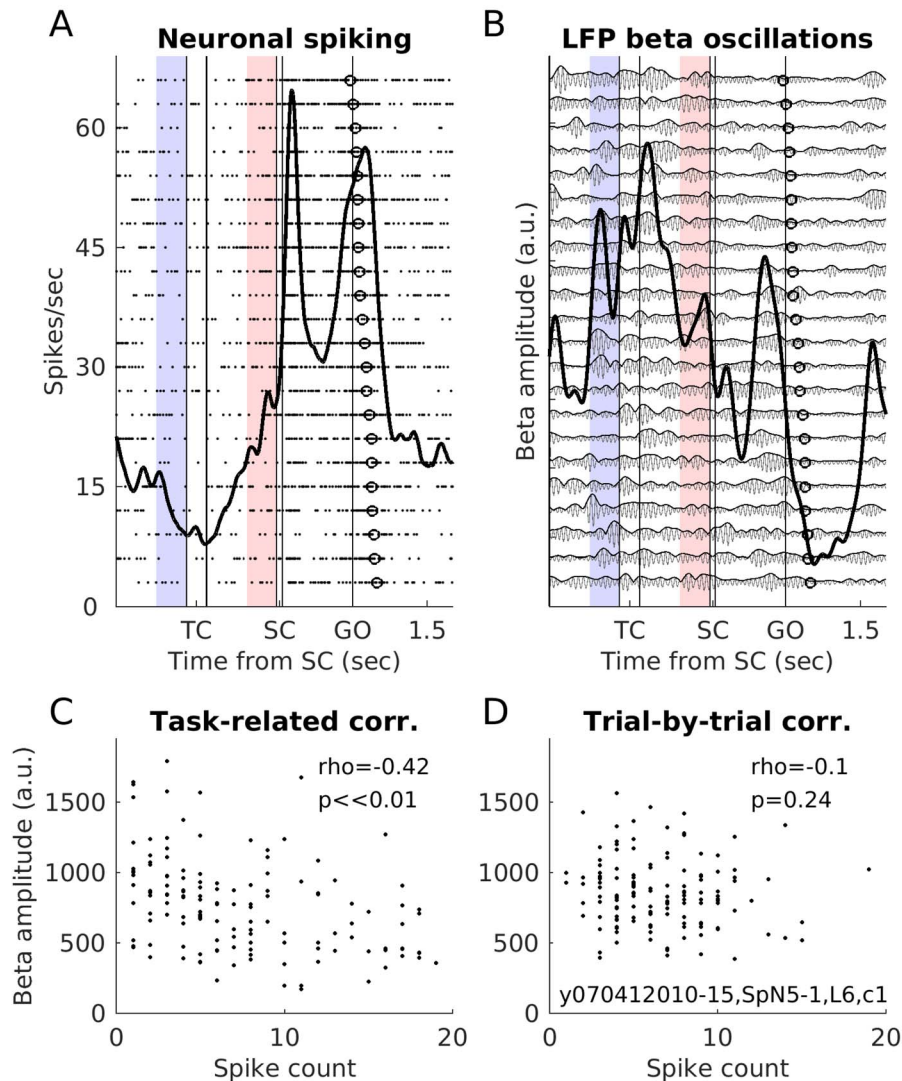 A
Neuronal spiking
Spikes/sec
60
45
30
15
0
TC
SC
GO
1.5
Time from SC (sec)
B
LFP beta oscillations
Beta amplitude (a.u.)
TC
SC
GO
1.5
Time from SC (sec)
C
Task-related corr.
rho=-0.42
p<<0.01
Beta amplitude (a.u.)
1500
1000
500
0
0
10
20
Spike count
D
Trial-by-trial corr.
rho=-0.1
p=0.24
1500
1000
500
0
y070412010-15,SpN5-1,L6,c1
0
10
20
Spike count